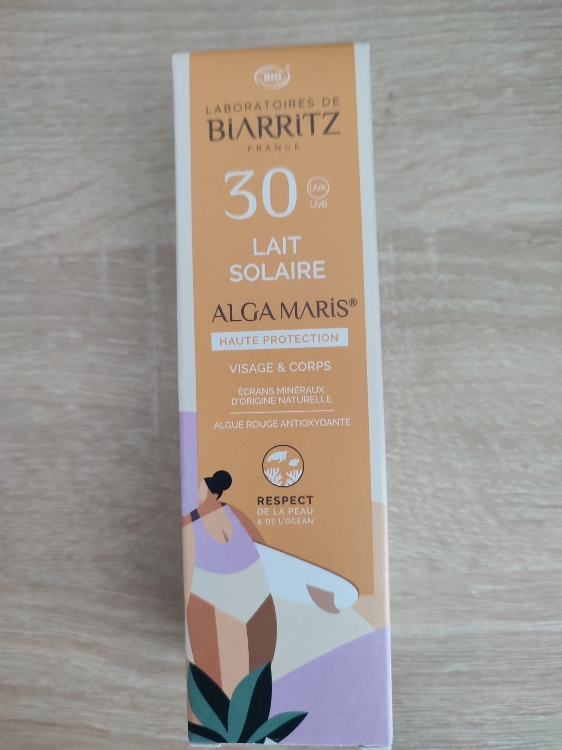 BIO
LABORATOIRES DE
BiARRiTZ
FRANCE
30
UVA
UVB
LAIT
SOLAIRE
ALGA MARiS®
HAUTE PROTECTION
VISAGE & CORPS
ÉCRANS MINÉRAUX
D'ORIGINE NATURELLE
ALGUE ROUGE ANTIOXYDANTE
RESPECT
DE LA PEAU
& DE L'OCÉAN